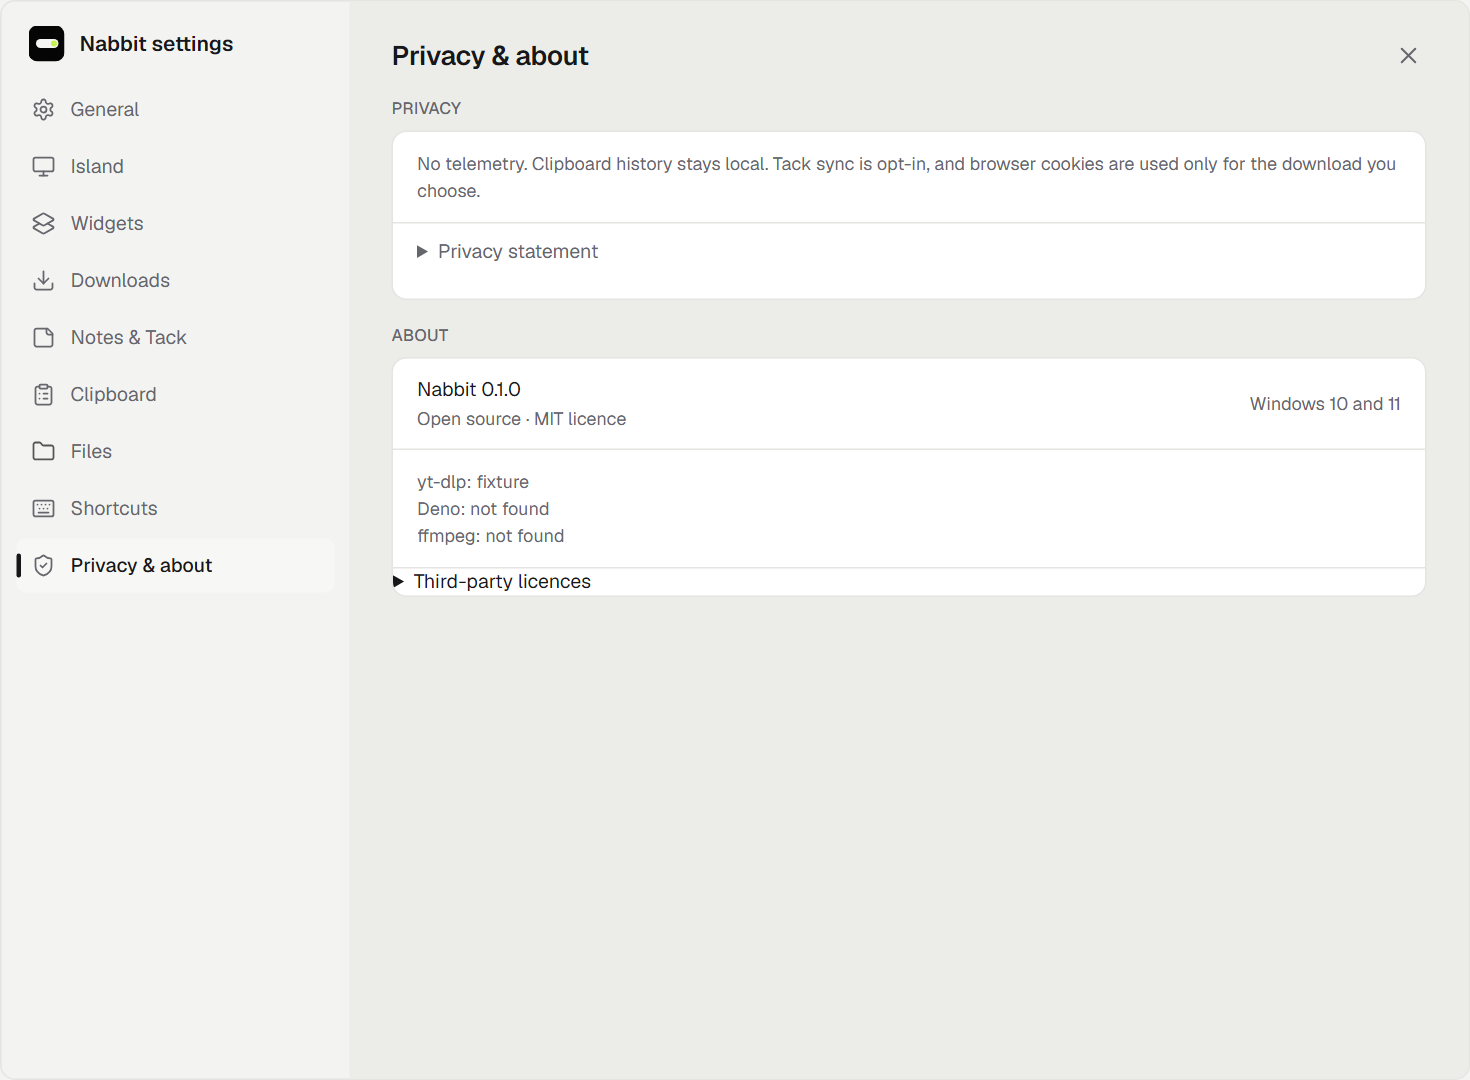 Nabbit settings
General
Island
Widgets
Downloads
Notes & Tack
Clipboard
Files
Shortcuts
Privacy & about
Privacy & about
PRIVACY
No telemetry. Clipboard history stays local. Tack sync is opt-in, and browser cookies are used only for the download you
choose.
Privacy statement
ABOUT
Nabbit 0.1.0
Open source · MIT licence
Windows 10 and 11
yt-dlp: fixture
Deno: not found
ffmpeg: not found
Third-party licences